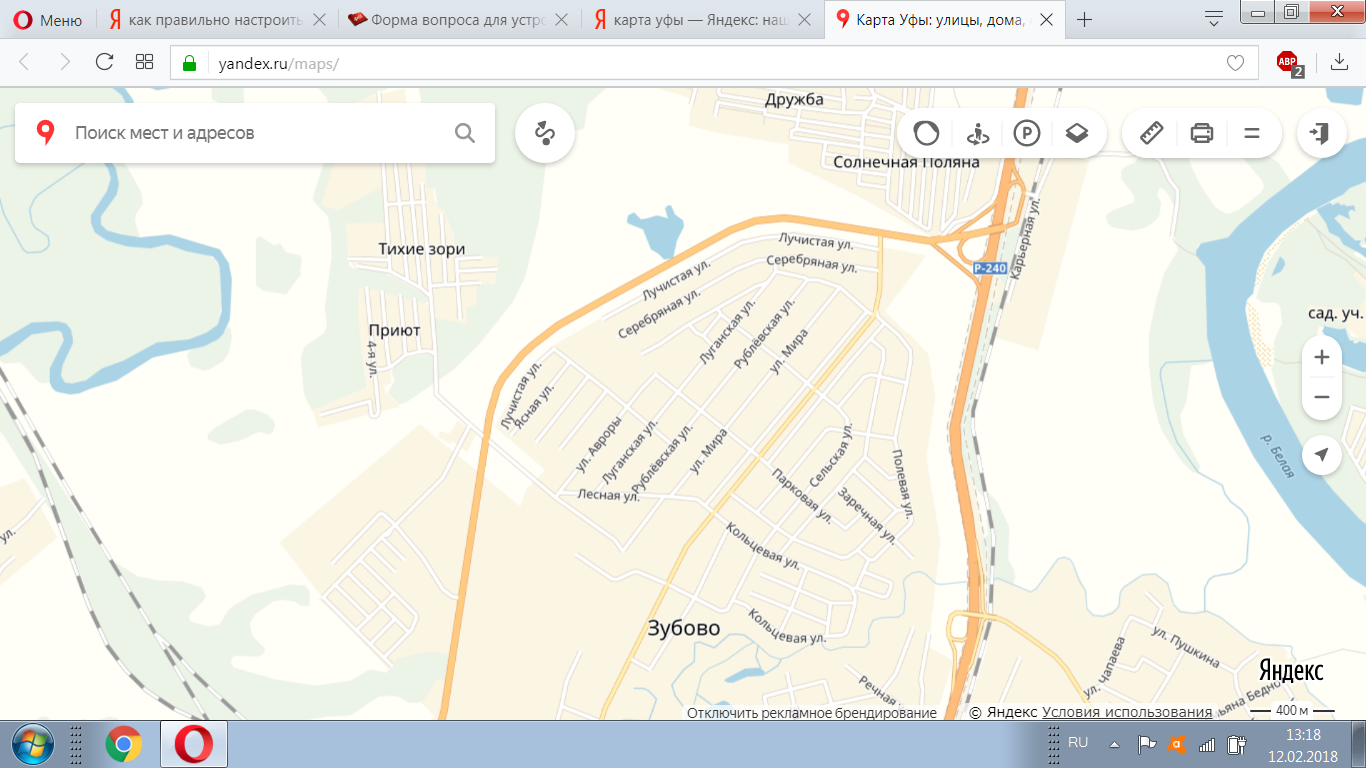 Меню
как правильно настроить
Форма вопроса для устро
карта уфы — Яндекс: наш
Карта Уфы: улицы, дома,
yandex.ru/maps/
ABP
2
Поиск мест и адресов
P
Дружба
Солнечная Поляна
Тихие зори
Приют
4-я ул.
Лучистая ул.
Серебряная ул.
Лучистая ул.
Серебряная ул.
P-240
Карьерная ул.
сад. уч.
Луганская ул.
Рублёвская ул.
ул. Мира
Лучистая ул.
Ясная ул.
ул. Авроры
Луганская ул.
Рублёвская ул.
ул. Мира
Лесная ул.
Сельская ул.
Полевая ул.
Парковая ул.
Заречная ул.
р. Белая
ул.
Кольцевая ул.
Кольцевая ул.
Зубово
Речная ул.
ул. Чапаева
ул. Пушкина
Яндекс
Отключить рекламное брендирование
© Яндекс Условия использования
400 м
RU
13:18
12.02.2018